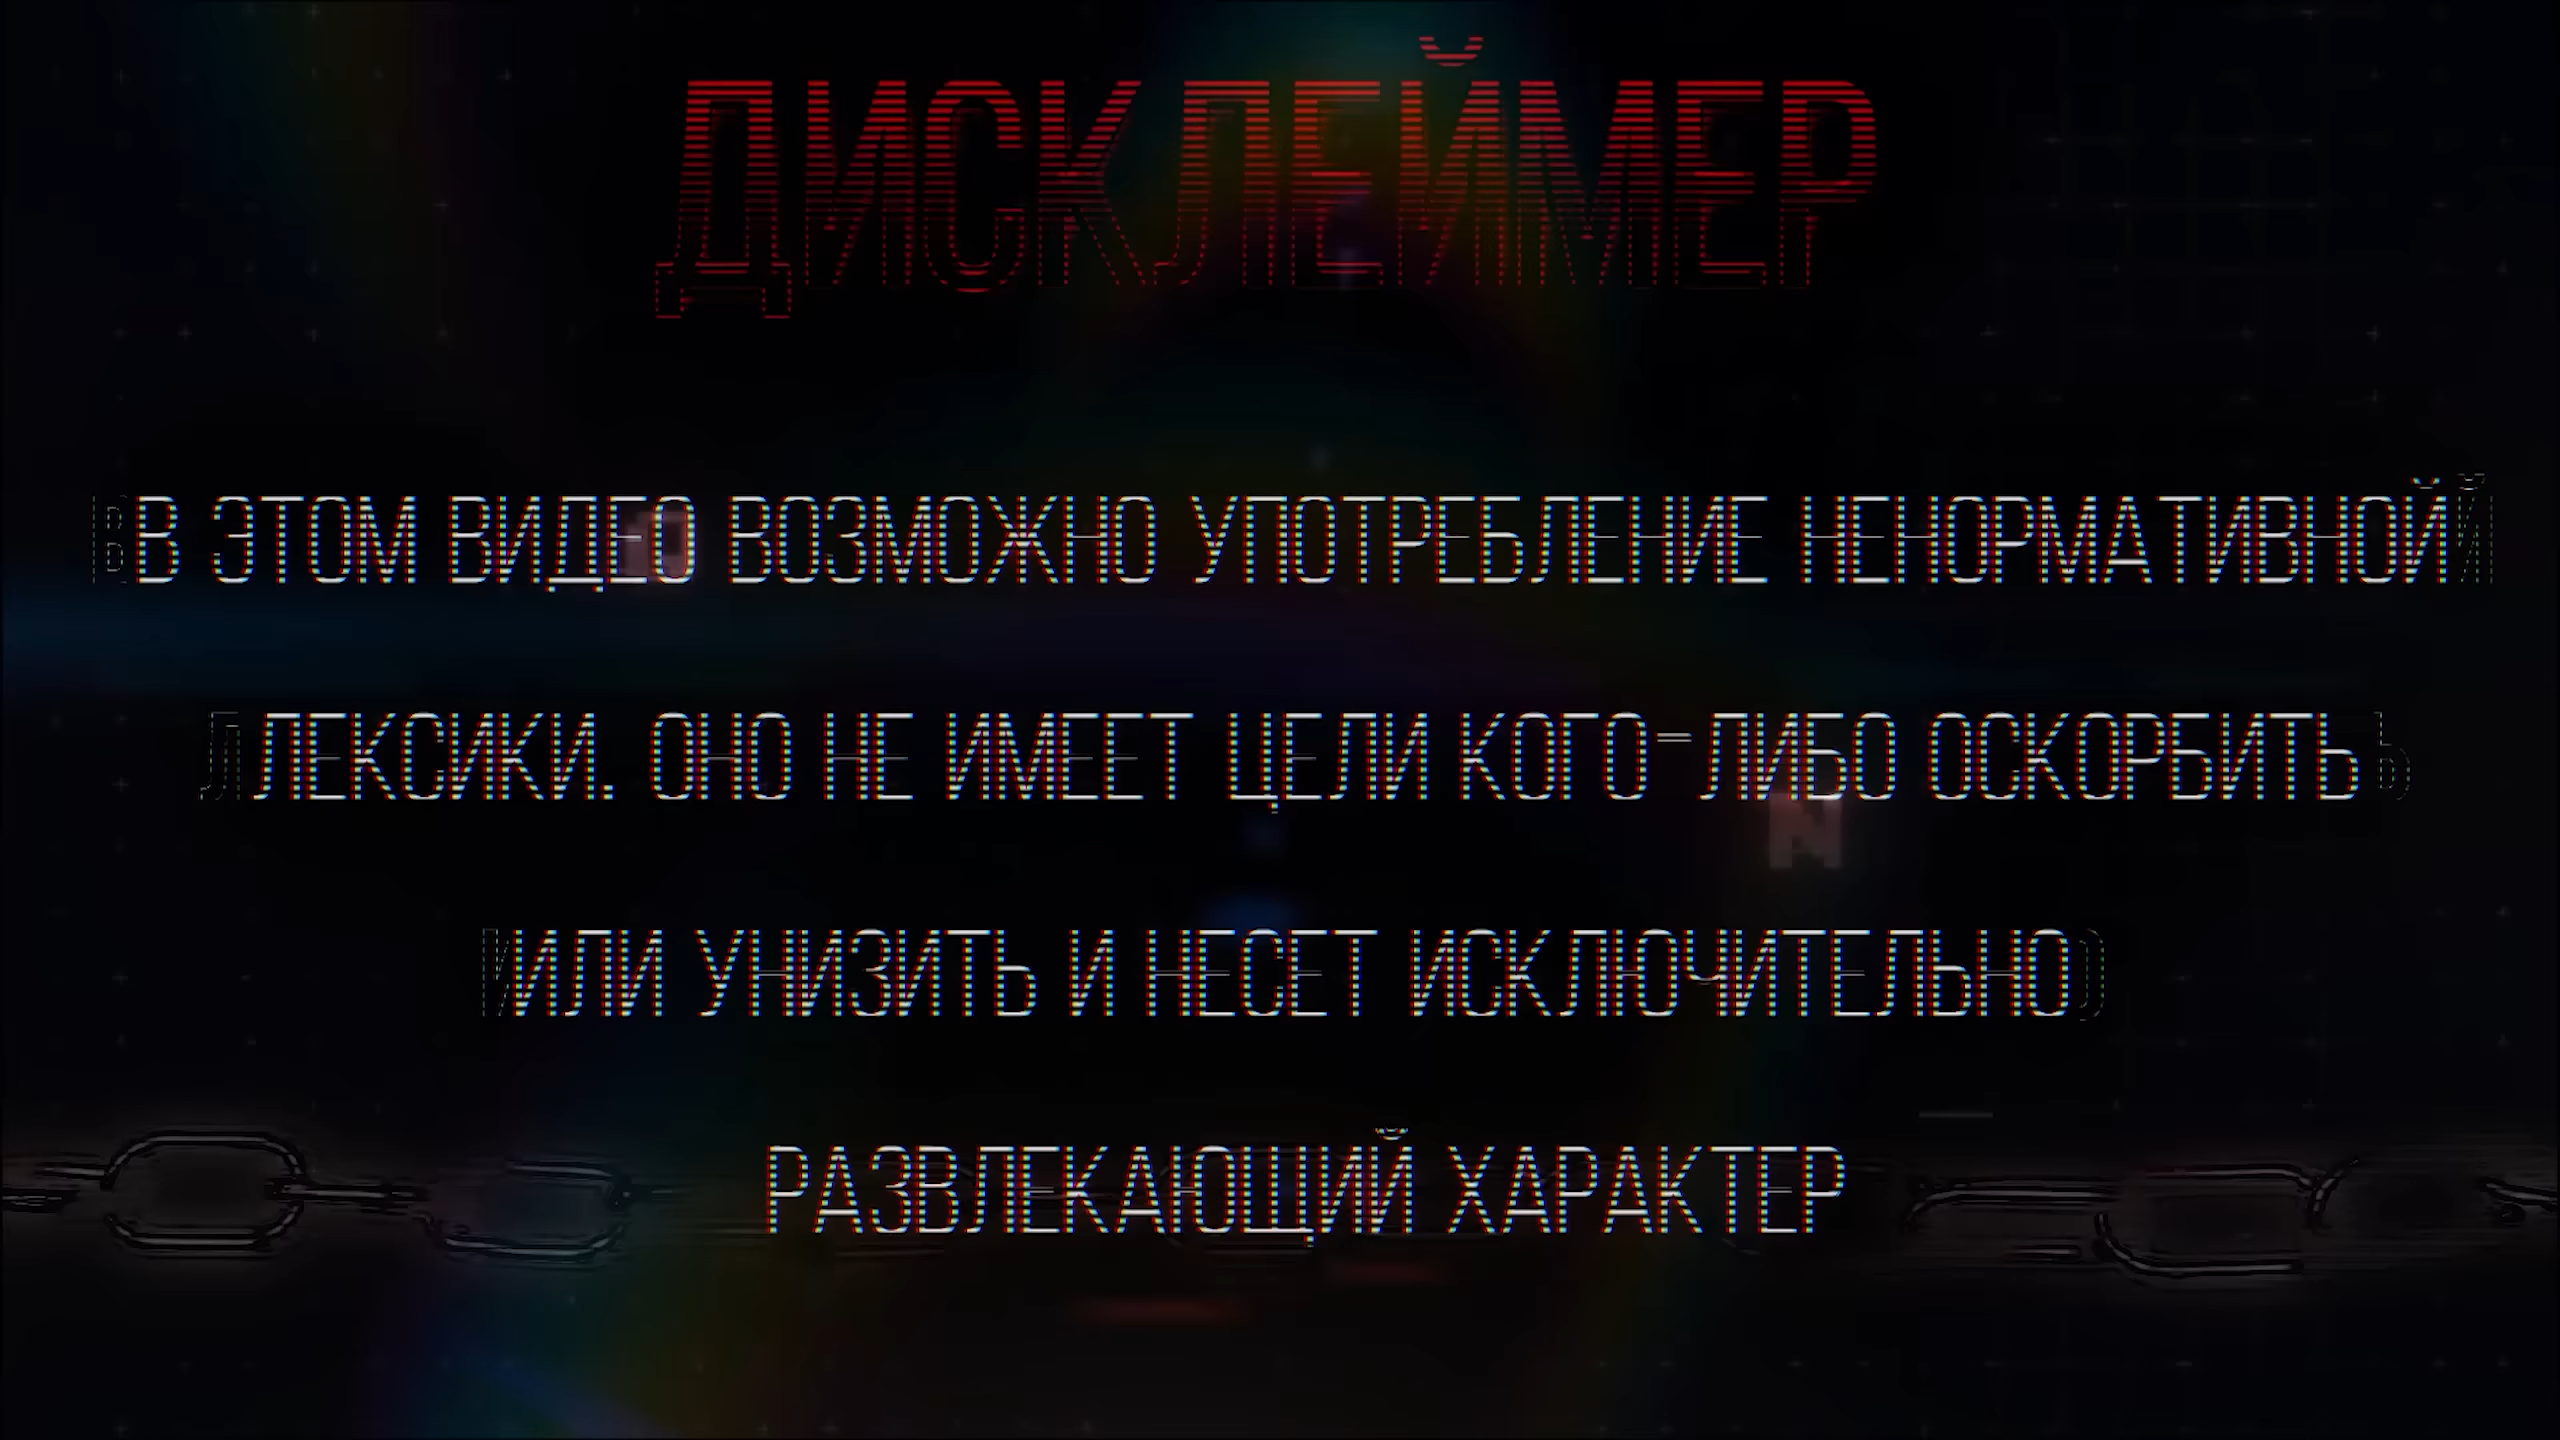 ДИСКЛЕЙМЕР
В ЭТОМ ВИДЕО ВОЗМОЖНО УПОТРЕБЛЕНИЕ НЕНОРМАТИВНОЙ
ЛЕКСИКИ. ОНО НЕ ИМЕЕТ ЦЕЛИ КОГО-ЛИБО ОСКОРБИТЬ
ИЛИ УНИЗИТЬ И НЕСЕТ ИСКЛЮЧИТЕЛЬНО
РАЗВЛЕКАЮЩИЙ ХАРАКТЕР